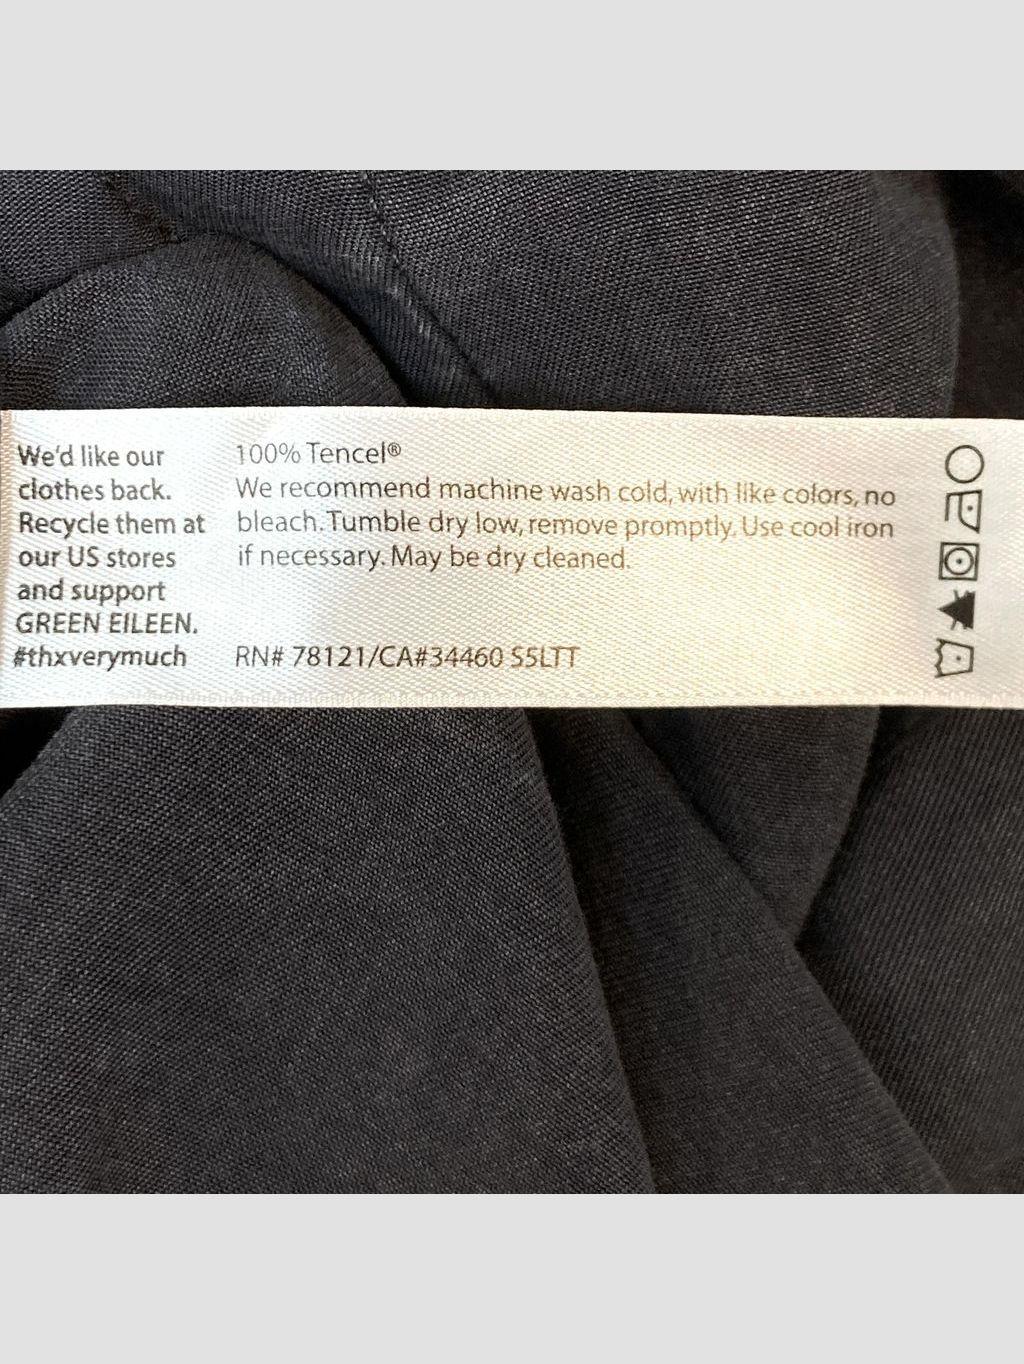 We'd like our
clothes back.
Recycle them at
our US stores
and support
GREEN EILEEN.
#thxverymuch
100% Tencel®
We recommend machine wash cold, with like colors, no
bleach. Tumble dry low, remove promptly. Use cool iron
if necessary. May be dry cleaned.
RN# 78121/CA#34460 S5LTT